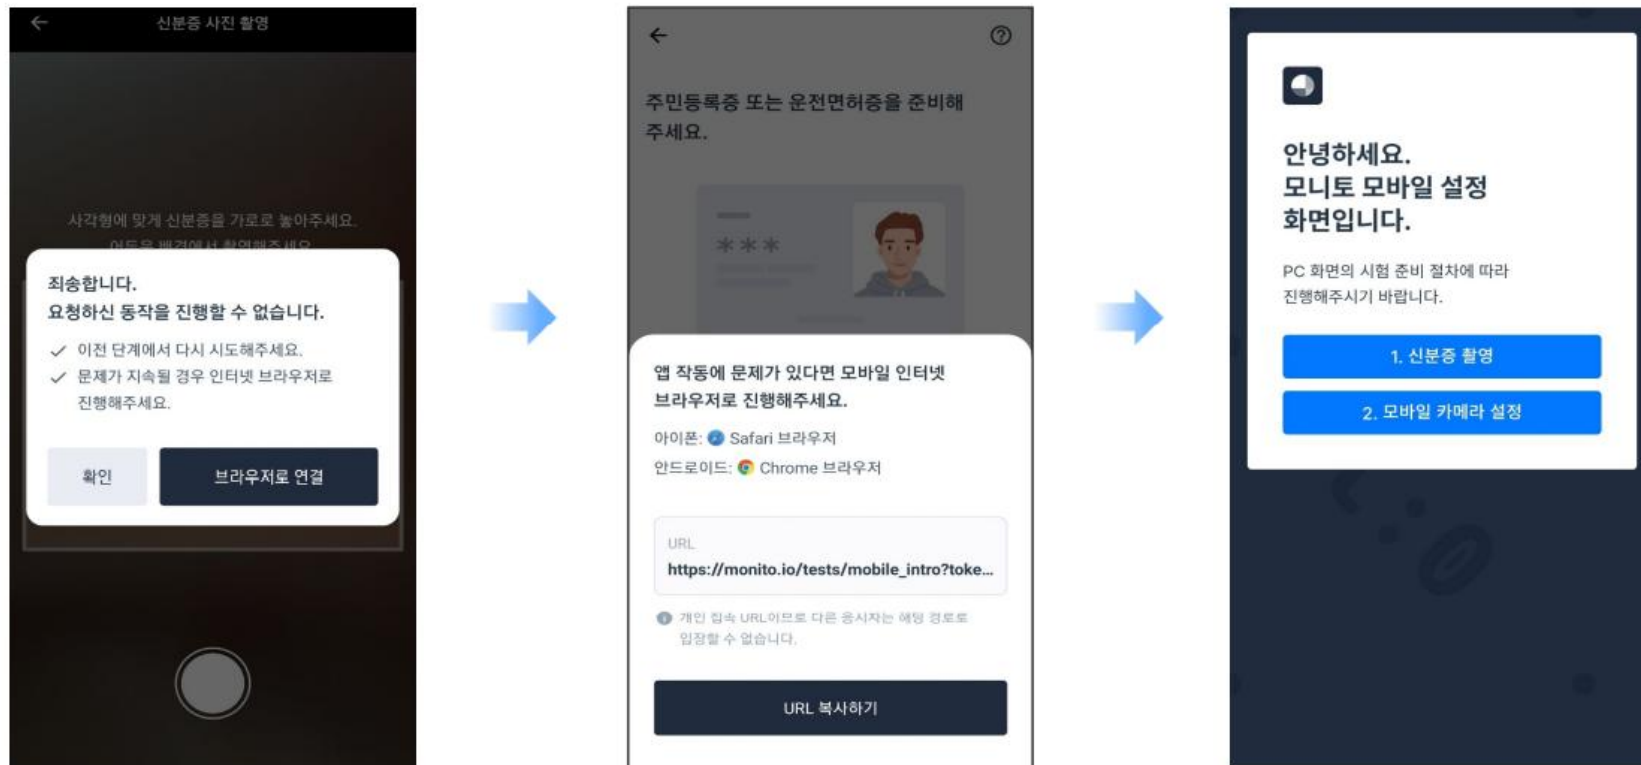 신분증 사진 촬영
사각형에 맞게 신분증을 가로로 놓아주세요.
어두운 배경에서 촬영해주세요
죄송합니다.
요청하신 동작을 진행할 수 없습니다.
이전 단계에서 다시 시도해주세요.
문제가 지속될 경우 인터넷 브라우저로
진행해주세요.
확인
브라우저로 연결
주민등록증 또는 운전면허증을 준비해
주세요.
***
앱 작동에 문제가 있다면 모바일 인터넷
브라우저로 진행해주세요.
아이폰: Safari 브라우저
안드로이드: Chrome 브라우저
URL
https://monito.io/tests/mobile_intro?toke...
개인 접속 URL이므로 다른 응시자는 해당 경로로
입장할 수 없습니다.
URL 복사하기
안녕하세요.
모니토 모바일 설정
화면입니다.
PC 화면의 시험 준비 절차에 따라
진행해주시기 바랍니다.
1. 신분증 촬영
2. 모바일 카메라 설정